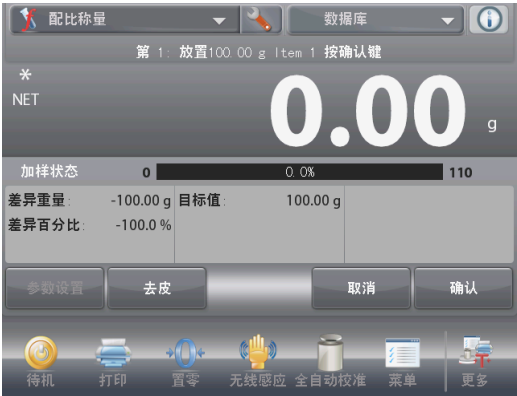 配比称量 数据库
第 1: 放置100.00 g Item 1 按确认键
*
NET
0.00 g
加样状态 0 0.0% 110
差异重量: -100.00 g 目标值: 100.00 g
差异百分比: -100.0 %
参数设置 去皮 取消 确认
待机 打印 置零 无线感应 全自动校准 菜单 更多